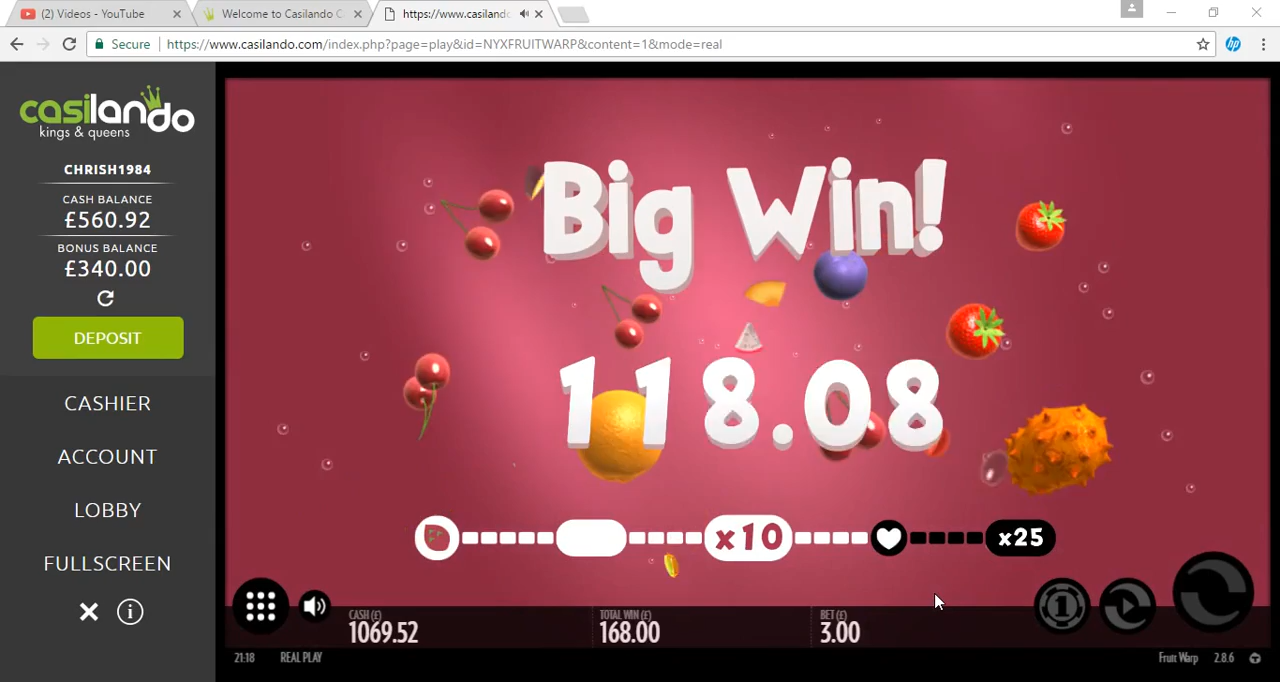 (2) Videos - YouTube
Welcome to Casilando C
https://www.casilando
Secure
https://www.casilando.com/index.php?page=play&id=NYXFRUITWARP&content=1&mode=real
casilando
kings & queens
CHRISH1984
CASH BALANCE
£560.92
BONUS BALANCE
£340.00
DEPOSIT
CASHIER
ACCOUNT
LOBBY
FULLSCREEN
Big Win!
118.08
x10
x25
1
CASH (£)
1069.52
TOTAL WIN (£)
168.00
BET (£)
3.00
21:18
REAL PLAY
Fruit Warp
2.8.6